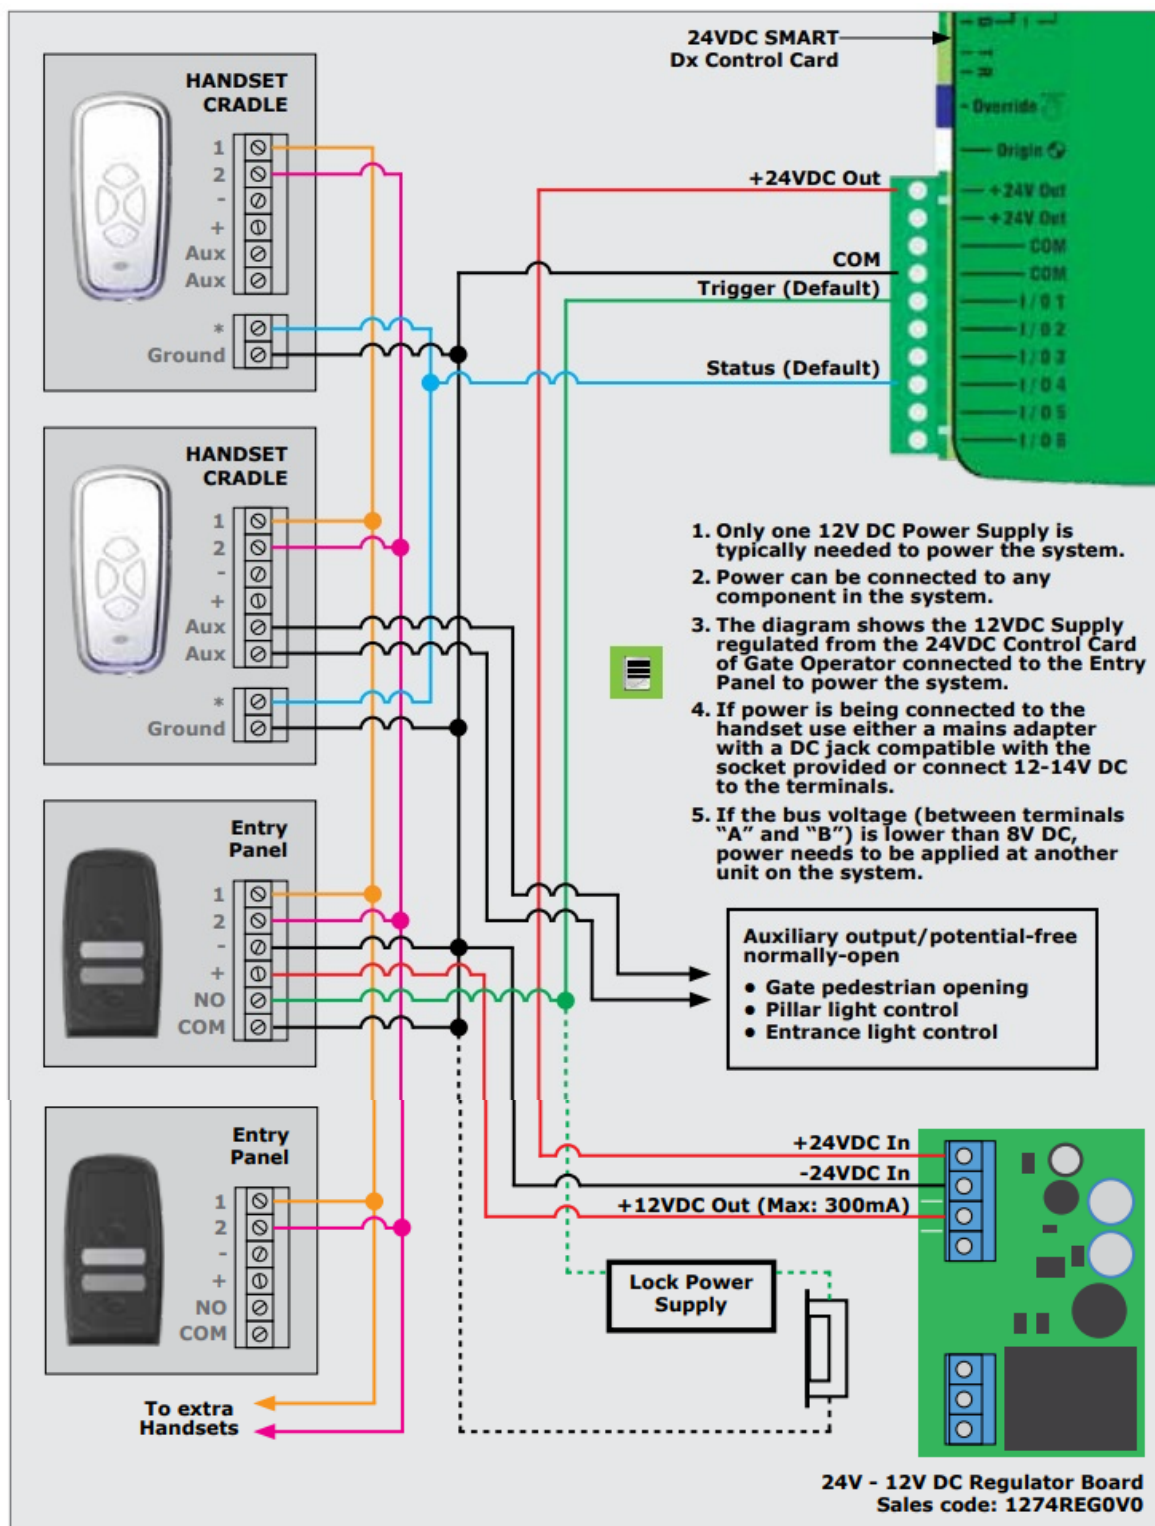 24VDC SMART
Dx Control Card
T
R
Override
Origin
+24V Out
+24V Out
COM
COM
I/O 1
I/O 2
I/O 3
I/O 4
I/O 5
I/O 6
+24VDC Out
COM
Trigger (Default)
Status (Default)
HANDSET
CRADLE
1
2
-
+
Aux
Aux
*
Ground
HANDSET
CRADLE
1
2
-
+
Aux
Aux
*
Ground
1. Only one 12V DC Power Supply is
typically needed to power the system.
2. Power can be connected to any
component in the system.
3. The diagram shows the 12VDC Supply
regulated from the 24VDC Control Card
of Gate Operator connected to the Entry
Panel to power the system.
4. If power is being connected to the
handset use either a mains adapter
with a DC jack compatible with the
socket provided or connect 12-14V DC
to the terminals.
5. If the bus voltage (between terminals
“A” and “B”) is lower than 8V DC,
power needs to be applied at another
unit on the system.
Entry
Panel
1
2
-
+
NO
COM
Auxiliary output/potential-free
normally-open
● Gate pedestrian opening
● Pillar light control
● Entrance light control
Entry
Panel
1
2
-
+
NO
COM
+24VDC In
-24VDC In
+12VDC Out (Max: 300mA)
Lock Power
Supply
To extra
Handsets
24V - 12V DC Regulator Board
Sales code: 1274REG0V0